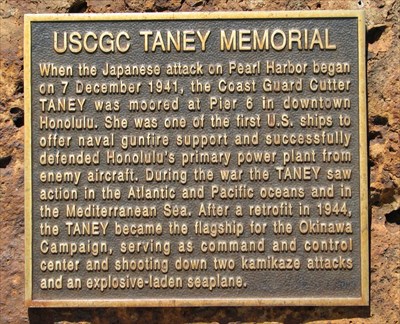 USCGC TANEY MEMORIAL
When the Japanese attack on Pearl Harbor began
on 7 December 1941, the Coast Guard Cutter
TANEY was moored at Pier 6 in downtown
Honolulu. She was one of the first U.S. ships to
offer naval gunfire support and successfully
defended Honolulu's primary power plant from
enemy aircraft. During the war the TANEY saw
action in the Atlantic and Pacific oceans and in
the Mediterranean Sea. After a retrofit in 1944,
the TANEY became the flagship for the Okinawa
Campaign, serving as command and control
center and shooting down two kamikaze attacks
and an explosive-laden seaplane.